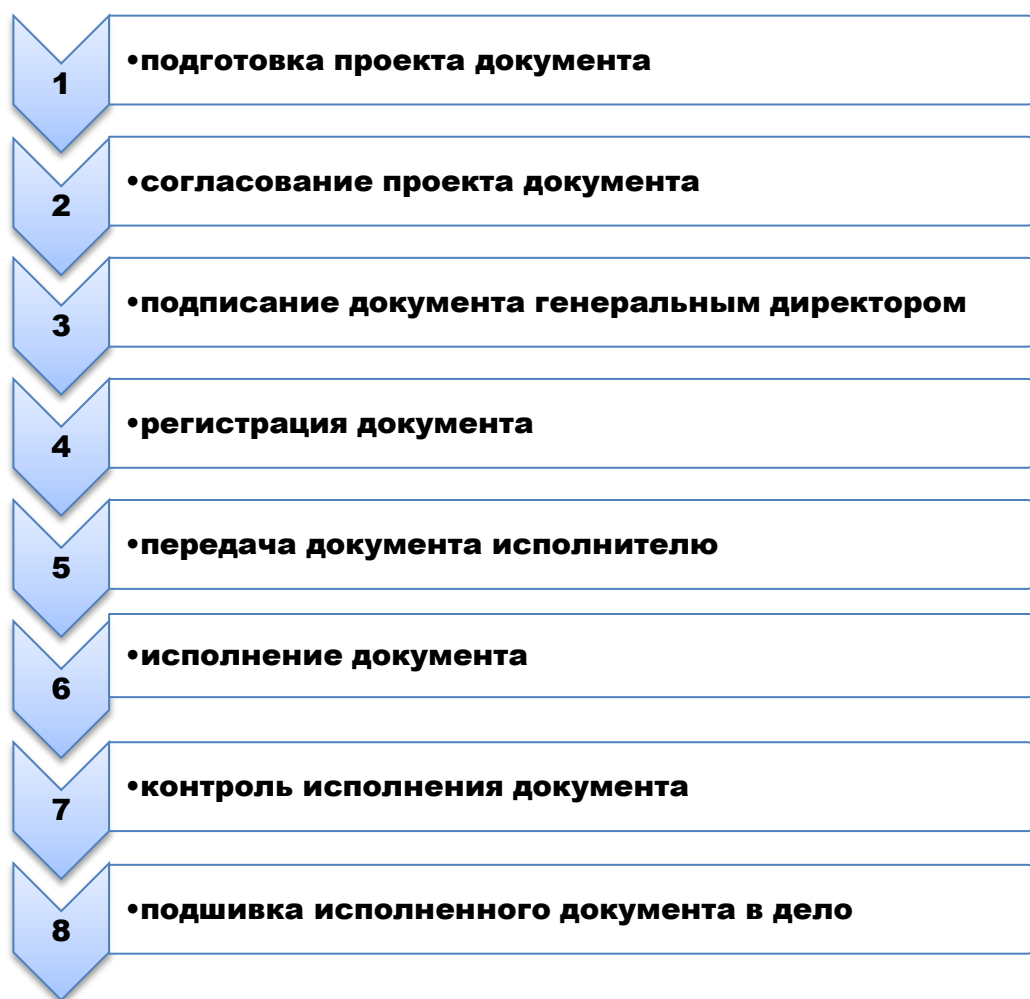 1
•подготовка проекта документа
2
•согласование проекта документа
3
•подписание документа генеральным директором
4
•регистрация документа
5
•передача документа исполнителю
6
•исполнение документа
7
•контроль исполнения документа
8
•подшивка исполненного документа в дело